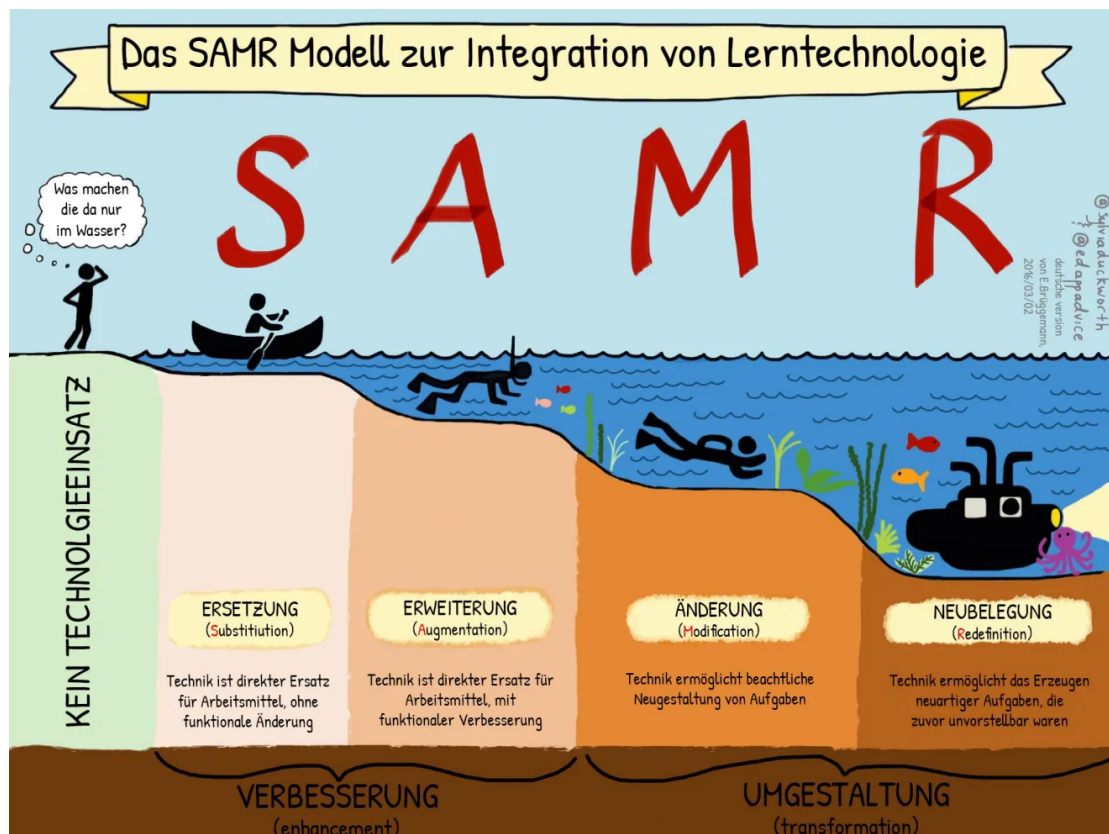 Das SAMR Modell zur Integration von Lerntechnologie
S A M R
Was machen
die da nur
im Wasser?
@sylviaduckworth
& @edappadvice
deutsche version
von E.Brüggemann,
2016/03/02
KEIN TECHNOLGIEEINSATZ
ERSETZUNG
(Substitiution)
Technik ist direkter Ersatz
für Arbeitsmittel, ohne
funktionale Änderung
ERWEITERUNG
(Augmentation)
Technik ist direkter Ersatz für
Arbeitsmittel, mit
funktionaler Verbesserung
ÄNDERUNG
(Modification)
Technik ermöglicht beachtliche
Neugestaltung von Aufgaben
NEUBELEGUNG
(Redefinition)
Technik ermöglicht das Erzeugen
neuartiger Aufgaben, die
zuvor unvorstellbar waren
VERBESSERUNG
(enhancement)
UMGESTALTUNG
(transformation)